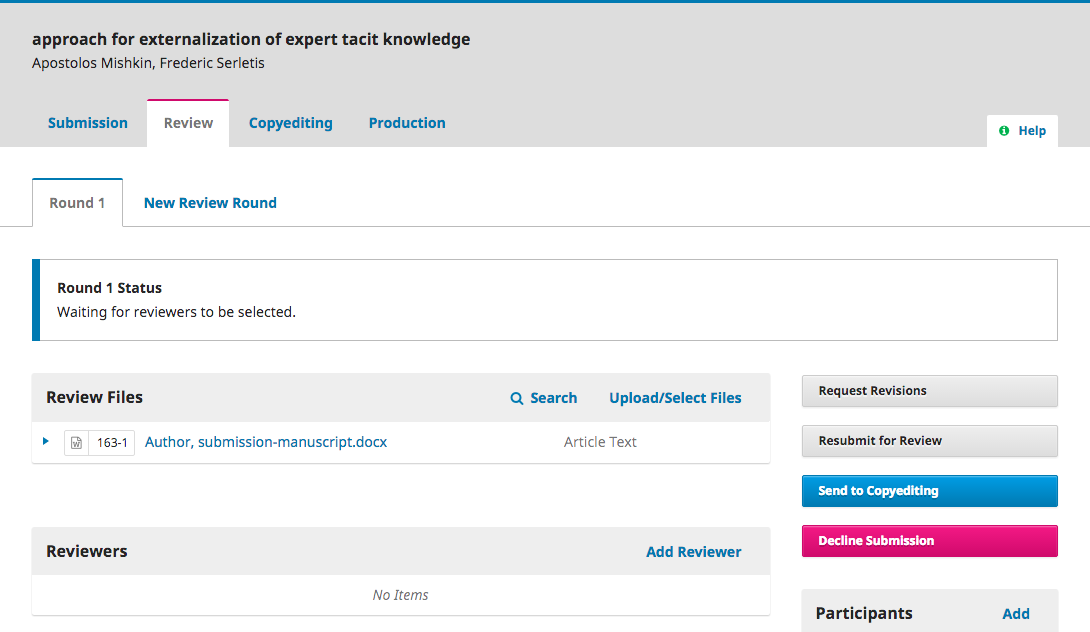 approach for externalization of expert tacit knowledge
Apostolos Mishkin, Frederic Serletis
Submission Review Copyediting Production
Help
Round 1 New Review Round
Round 1 Status
Waiting for reviewers to be selected.
Review Files Search Upload/Select Files
163-1 Author, submission-manuscript.docx Article Text
Reviewers Add Reviewer
No Items
Request Revisions
Resubmit for Review
Send to Copyediting
Decline Submission
Participants Add